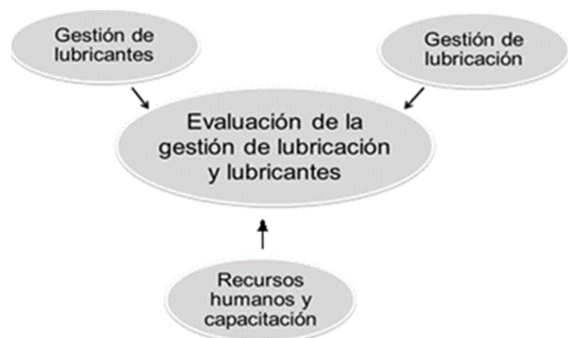 Gestión de
lubricantes
Gestión de
lubricación
Evaluación de la
gestión de lubricación
y lubricantes
Recursos
humanos y
capacitación